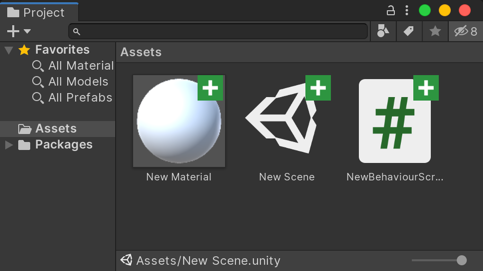 Project
8
Favorites
All Material
All Models
All Prefabs
Assets
Packages
Assets
New Material
New Scene
#
NewBehaviourScr...
Assets/New Scene.unity